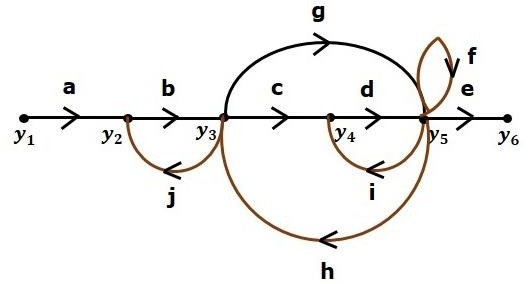 g
f
a b c d e
y₁ y₂ y₃ y₄ y₅ y₆
j i
h